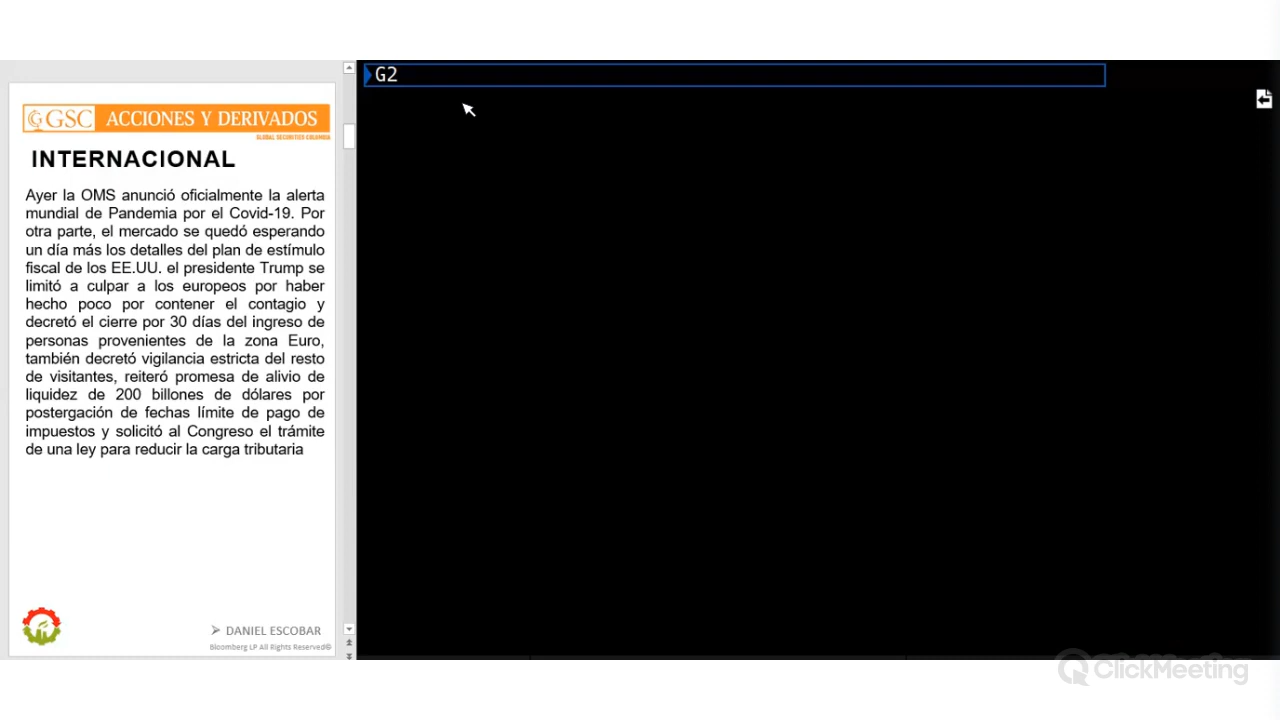 G2
GSC ACCIONES Y DERIVADOS
GLOBAL SECURITIES COLOMBIA
INTERNACIONAL
Ayer la OMS anunció oficialmente la alerta
mundial de Pandemia por el Covid-19. Por
otra parte, el mercado se quedó esperando
un día más los detalles del plan de estímulo
fiscal de los EE.UU. el presidente Trump se
limitó a culpar a los europeos por haber
hecho poco por contener el contagio y
decretó el cierre por 30 días del ingreso de
personas provenientes de la zona Euro,
también decretó vigilancia estricta del resto
de visitantes, reiteró promesa de alivio de
liquidez de 200 billones de dólares por
postergación de fechas límite de pago de
impuestos y solicitó al Congreso el trámite
de una ley para reducir la carga tributaria
DANIEL ESCOBAR
Bloomberg LP All Rights Reserved®
ClickMeeting